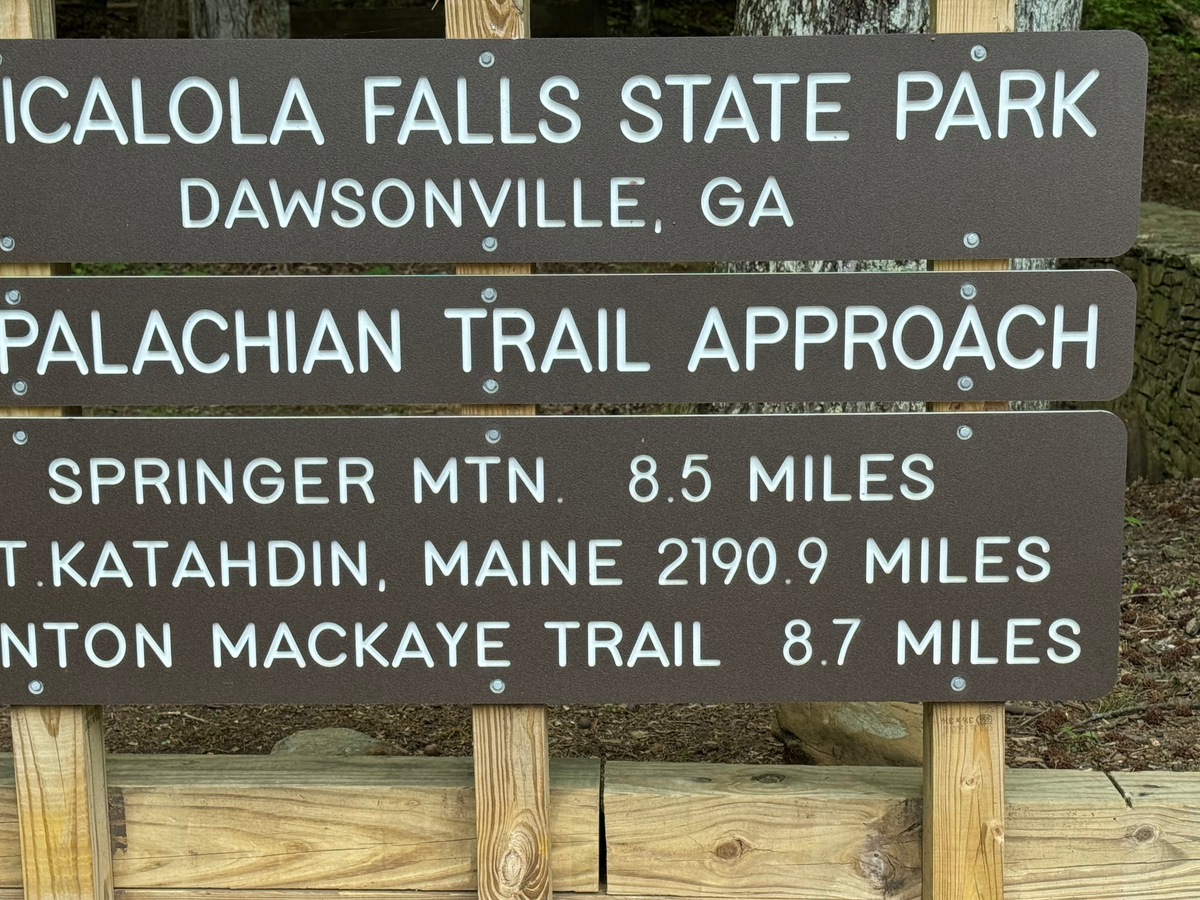 ICALOLA FALLS STATE PARK
DAWSONVILLE, GA
PALACHIAN TRAIL APPROACH
SPRINGER MTN. 8.5 MILES
T.KATAHDIN, MAINE 2190.9 MILES
NTON MACKAYE TRAIL 8.7 MILES